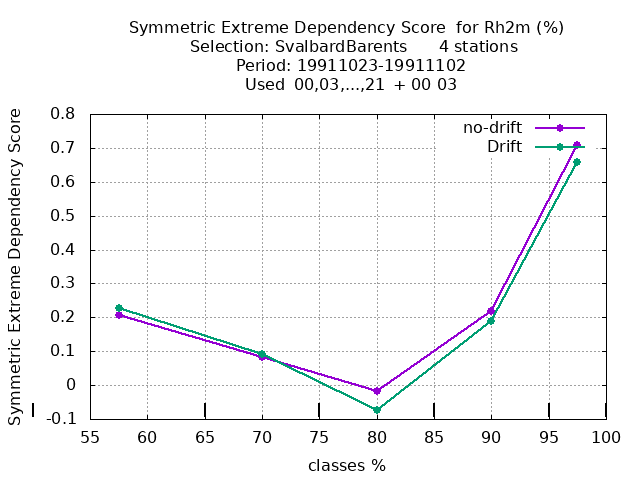 Symmetric Extreme Dependency Score for Rh2m (%)
Selection: SvalbardBarents 4 stations
Period: 19911023-19911102
Used 00,03,...,21 + 00 03
Symmetric Extreme Dependency Score
0.8
0.7
0.6
0.5
0.4
0.3
0.2
0.1
0
-0.1
no-drift
Drift
55 60 65 70 75 80 85 90 95 100
classes %